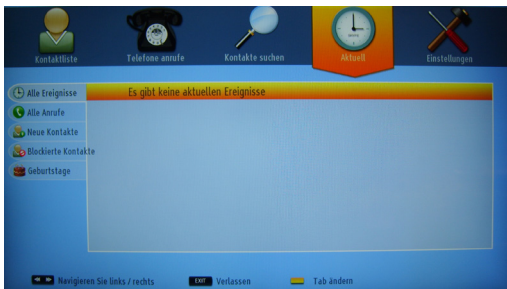 Kontaktliste
Telefone anrufe
Kontakte suchen
Aktuell
Einstellungen
Alle Ereignisse
Es gibt keine aktuellen Ereignisse
Alle Anrufe
Neue Kontakte
Blockierte Kontakte
Geburtstage
Navigieren Sie links / rechts
EXIT Verlassen
Tab ändern